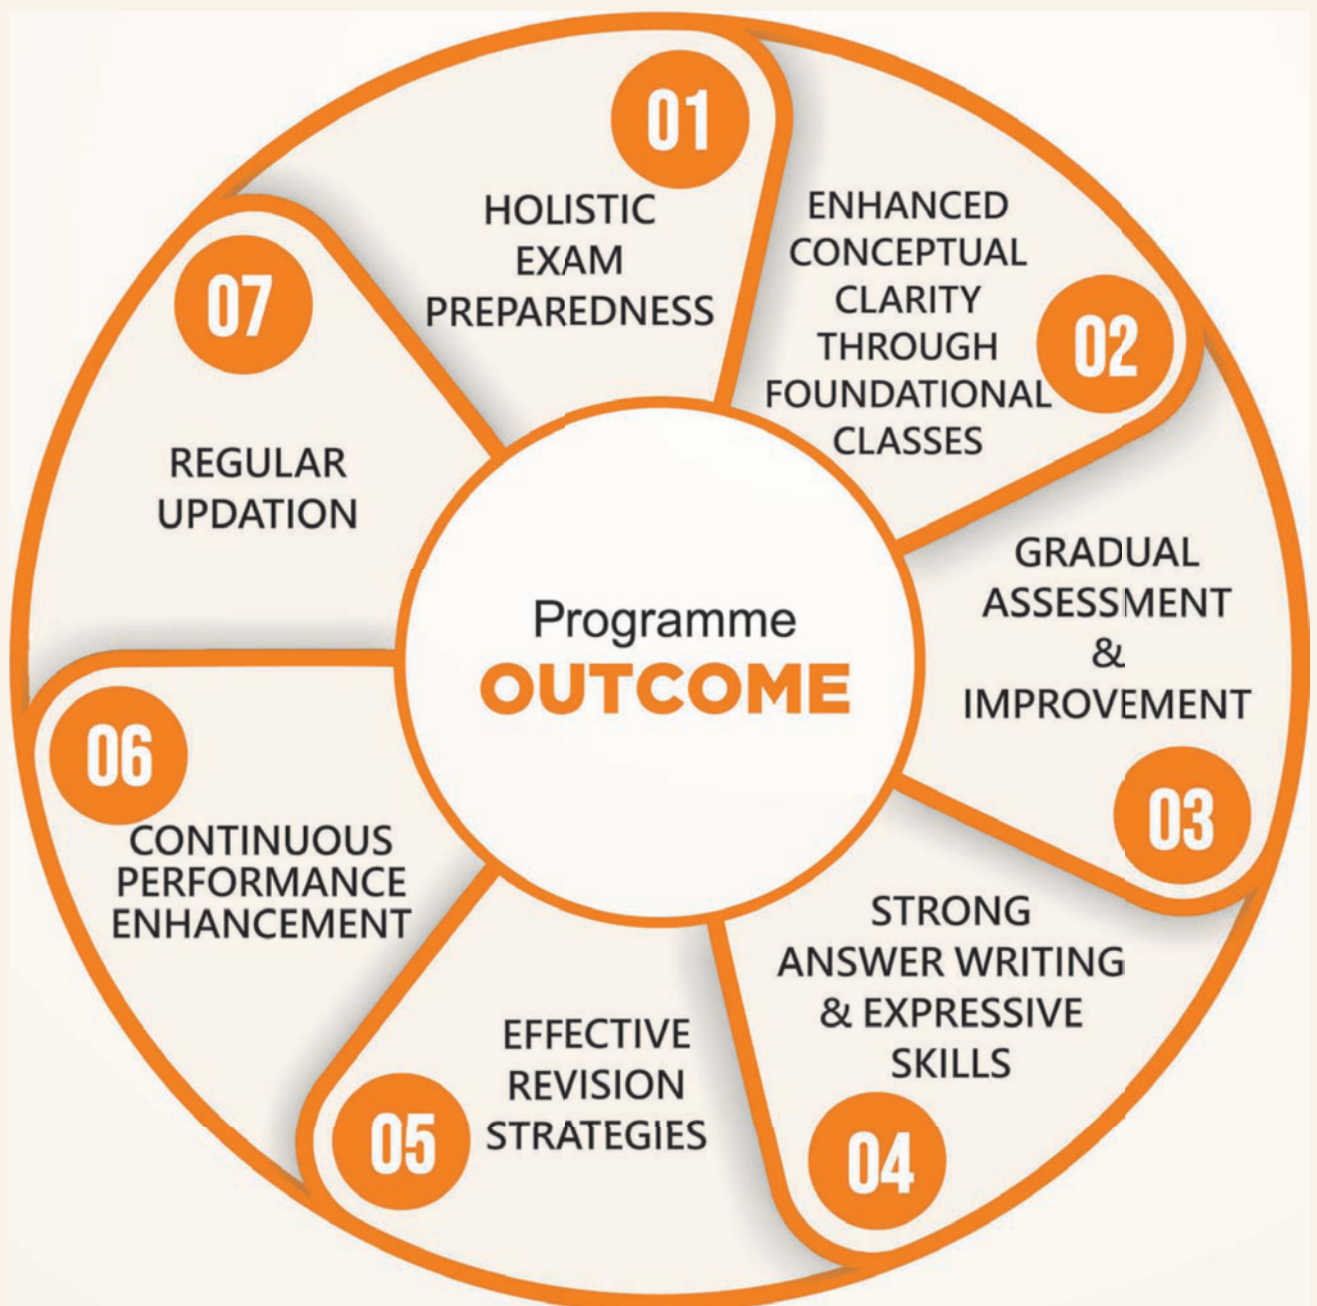 Programme
OUTCOME
01
HOLISTIC
EXAM
PREPAREDNESS
02
ENHANCED
CONCEPTUAL
CLARITY
THROUGH
FOUNDATIONAL
CLASSES
03
GRADUAL
ASSESSMENT
&
IMPROVEMENT
04
STRONG
ANSWER WRITING
& EXPRESSIVE
SKILLS
05
EFFECTIVE
REVISION
STRATEGIES
06
CONTINUOUS
PERFORMANCE
ENHANCEMENT
07
REGULAR
UPDATION